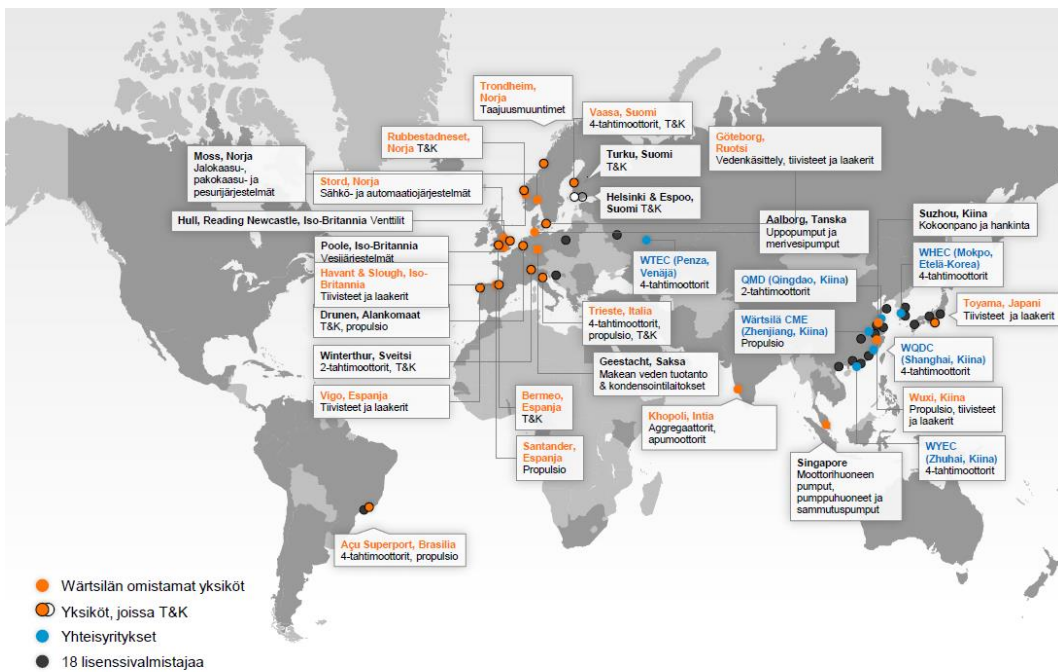 Trondheim,
Norja
Taajuusmuuntimet
Vaasa, Suomi
4-tahtimoottorit, T&K
Göteborg,
Ruotsi
Vedenkäsittely, tiivisteet ja laakerit
Rubbestadneset,
Norja T&K
Turku, Suomi
T&K
Moss, Norja
Jalokaasu-,
pakokaasu- ja
pesurijärjestelmät
Stord, Norja
Sähkö- ja automaatiojärjestelmät
Helsinki & Espoo,
Suomi T&K
Suzhou, Kiina
Kokoonpano ja hankinta
Hull, Reading Newcastle, Iso-Britannia Venttilit
Aalborg, Tanska
Uppopumput ja
merivesipumput
Poole, Iso-Britannia
Vesijärjestelmät
WTEC (Penza,
Venäjä)
4-tahtimoottorit
WHEC (Mokpo,
Etelä-Korea)
4-tahtimoottorit
Havant & Slough, Iso-
Britannia
Tiivisteet ja laakerit
QMD (Qingdao, Kiina)
2-tahtimoottorit
Toyama, Japani
Tiivisteet ja laakerit
Drunen, Alankomaat
T&K, propulsio
Trieste, Italia
4-tahtimoottorit,
propulsio, T&K
Wärtsilä CME
(Zhenjiang, Kiina)
Propulsio
WQDC
(Shanghai, Kiina)
4-tahtimoottorit
Winterthur, Sveitsi
2-tahtimoottorit, T&K
Geestacht, Saksa
Makean veden tuotanto
& kondensointilaitokset
Vigo, Espanja
Tiivisteet ja laakerit
Bermeo,
Espanja
T&K
Khopoli, Intia
Aggregaattorit,
apumoottorit
Wuxi, Kiina
Propulsio, tiivisteet
ja laakerit
Santander,
Espanja
Propulsio
Singapore
Moottorihuoneen
pumput,
pumppuhuoneet ja
sammutuspumput
WYEC
(Zhuhai, Kiina)
4-tahtimoottorit
Açu Superport, Brasilia
4-tahtimoottorit, propulsio
Wärtsilän omistamat yksiköt
Yksiköt, joissa T&K
Yhteisyritykset
18 lisenssivalmistajaa